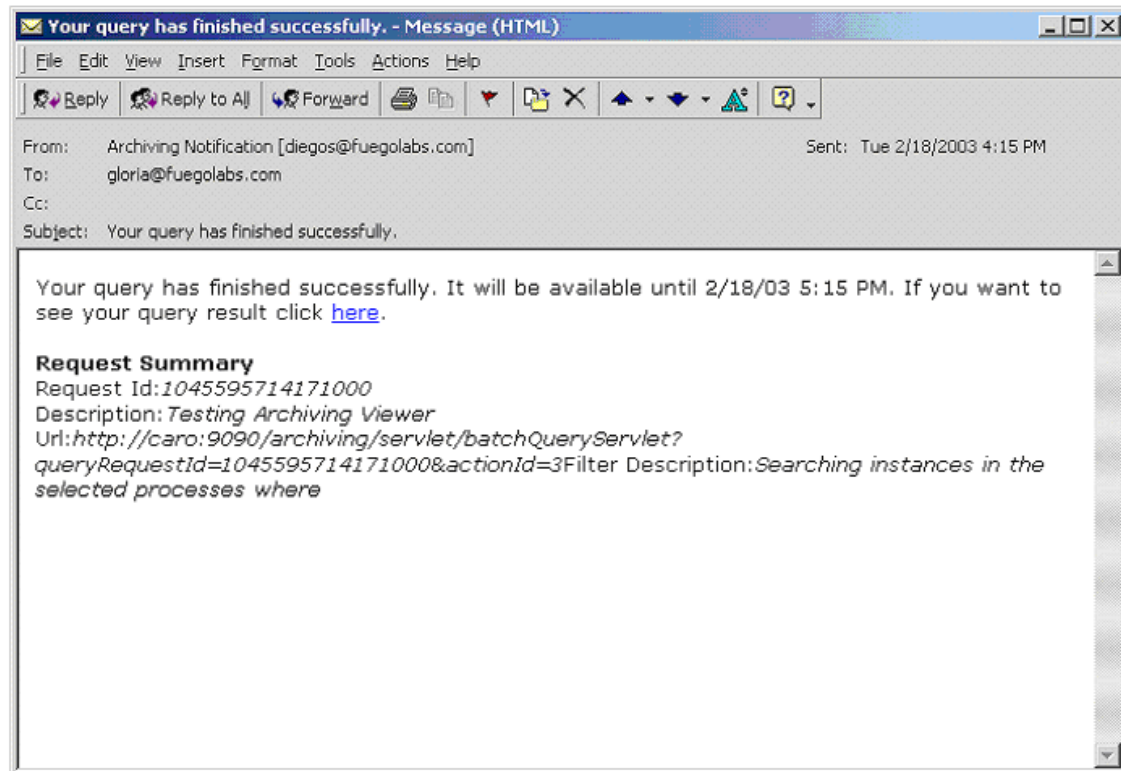 Your query has finished successfully. - Message (HTML)
File Edit View Insert Format Tools Actions Help
Reply Reply to All Forward
From: Archiving Notification [diegos@fuegolabs.com] Sent: Tue 2/18/2003 4:15 PM
To: gloria@fuegolabs.com
Cc:
Subject: Your query has finished successfully.
Your query has finished successfully. It will be available until 2/18/03 5:15 PM. If you want to
see your query result click here.
Request Summary
Request Id:1045595714171000
Description:Testing Archiving Viewer
Url:http://caro:9090/archiving/servlet/batchQueryServlet?
queryRequestId=1045595714171000&actionId=3Filter Description:Searching instances in the
selected processes where